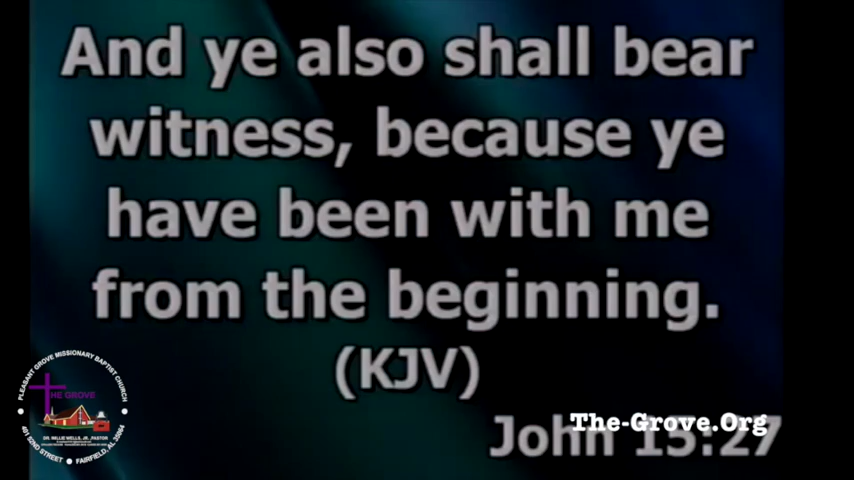 And ye also shall bear
witness, because ye
have been with me
from the beginning.
(KJV)
John 15:27
The-Grove.Org
PLEASANT GROVE MISSIONARY BAPTIST CHURCH
THE GROVE
DR. WILLIE WELLS, JR. PASTOR
401 52ND STREET • FAIRFIELD, AL 35064